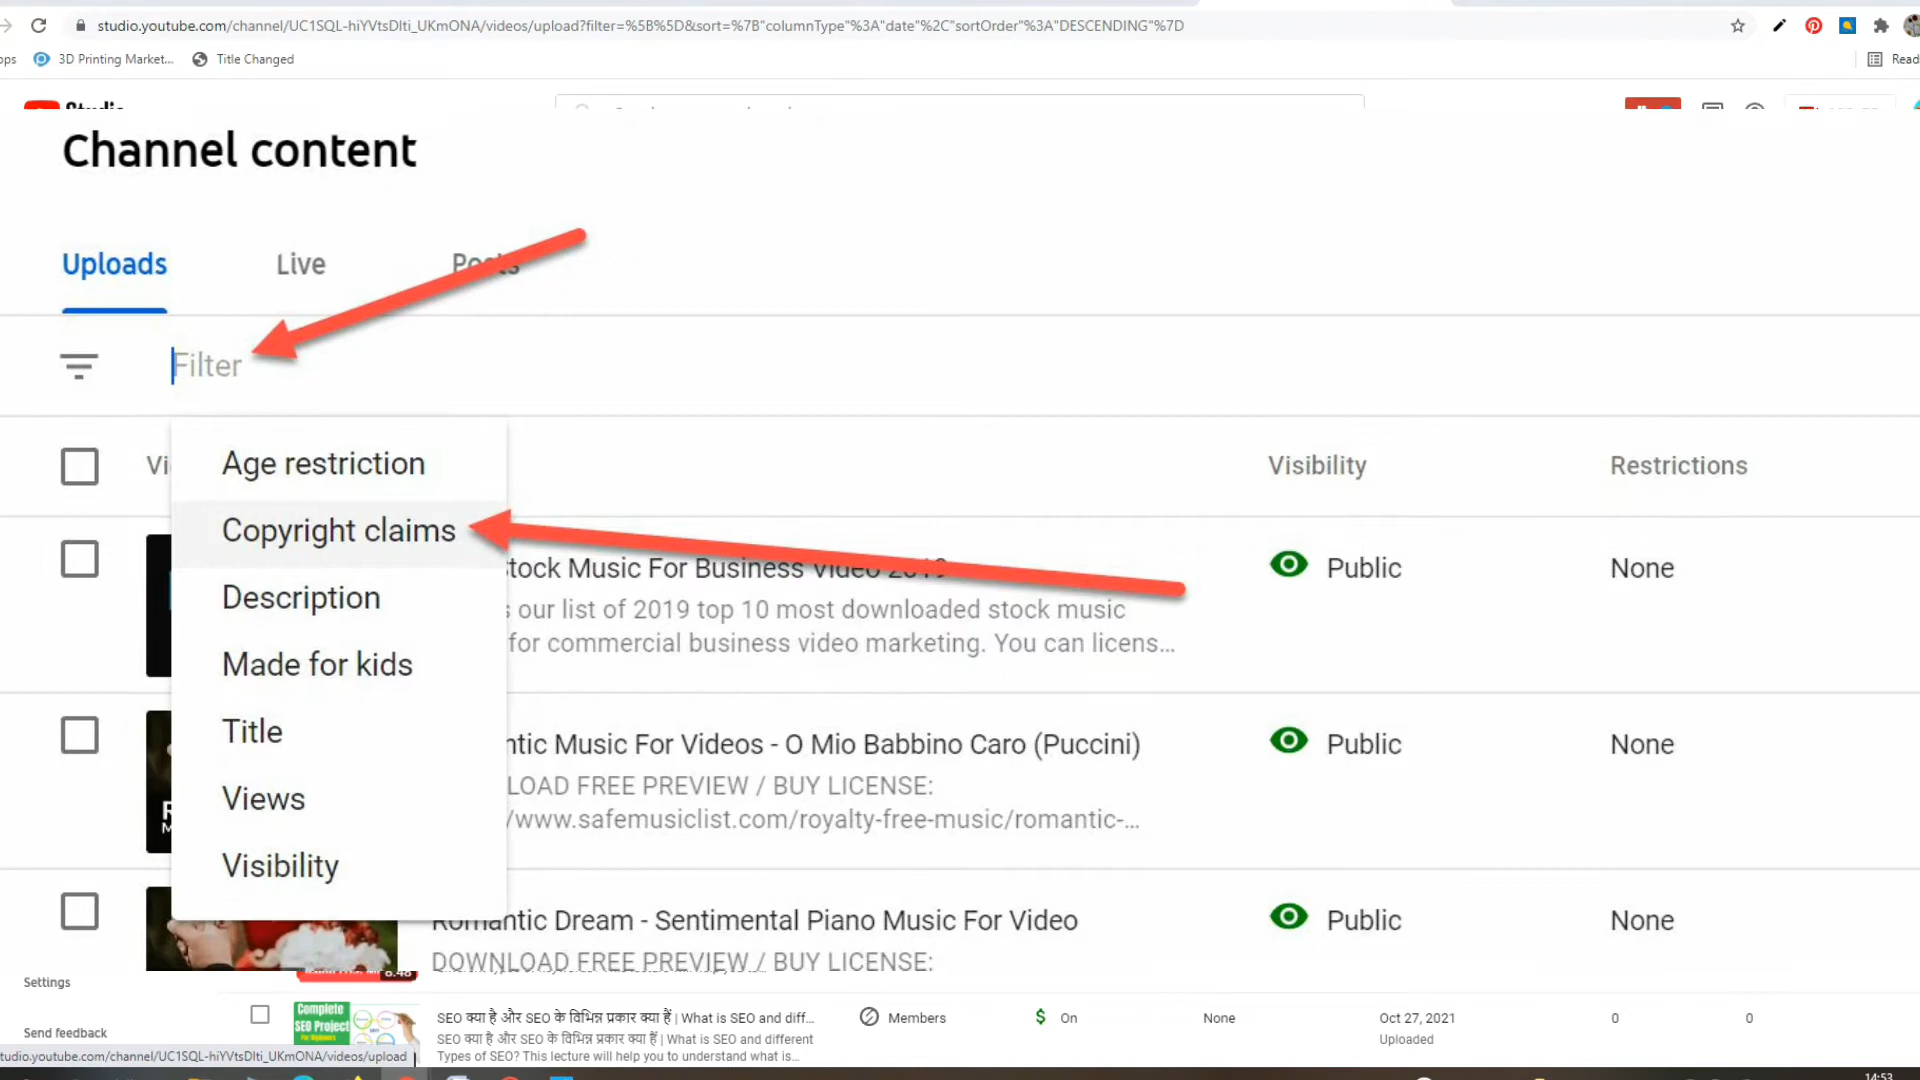 studio.youtube.com/channel/UC1SQL-hiYVtsDlti_UKmONA/videos/upload?filter=%5B%5D&sort=%7B"columnType"%3A"date"%2C"sortOrder"%3A"DESCENDING"%7D
3D Printing Market...
Title Changed
Read
Studio
Channel content
Uploads
Live
Posts
Filter
Age restriction
Copyright claims
Description
Made for kids
Title
Views
Visibility
Visibility
Restrictions
tock Music For Business Video 2019
our list of 2019 top 10 most downloaded stock music
for commercial business video marketing. You can licens...
Public
None
ntic Music For Videos - O Mio Babbino Caro (Puccini)
LOAD FREE PREVIEW / BUY LICENSE:
/www.safemusiclist.com/royalty-free-music/romantic-...
Public
None
Romantic Dream - Sentimental Piano Music For Video
DOWNLOAD FREE PREVIEW / BUY LICENSE:
Public
None
8:48
Settings
Send feedback
Complete
SEO Project
SEO क्या है और SEO के विभिन्न प्रकार क्या हैं | What is SEO and diff...
SEO क्या है और SEO के विभिन्न प्रकार क्या हैं | What is SEO and different
Types of SEO? This lecture will help you to understand what is...
Members
$ On
None
Oct 27, 2021
Uploaded
0
0
tudio.youtube.com/channel/UC1SQL-hiYVtsDlti_UKmONA/videos/upload
14:53